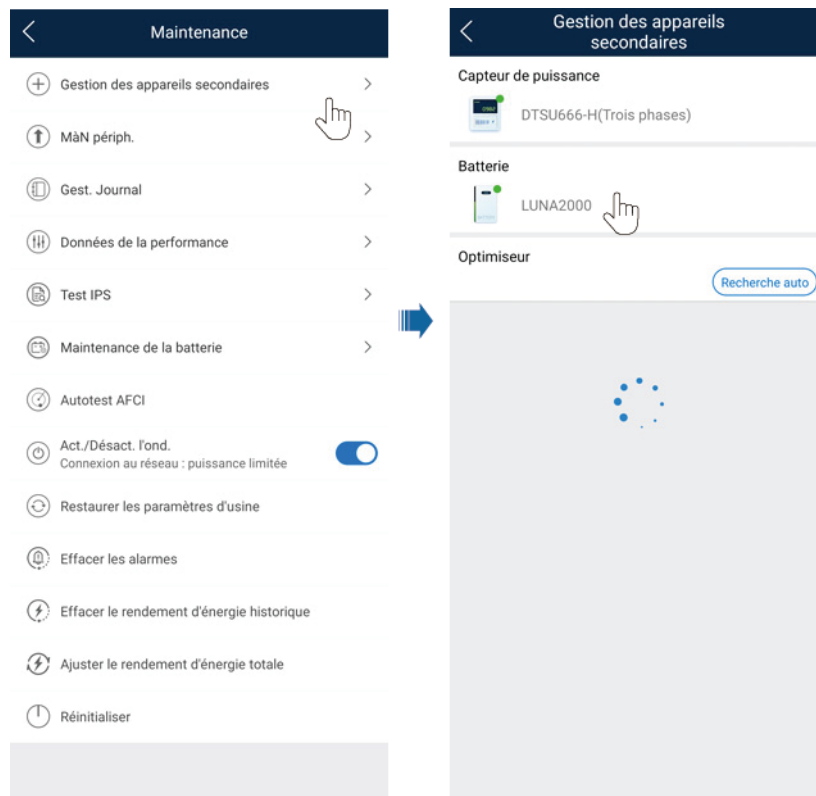 Maintenance
Gestion des appareils secondaires
MàN périph.
Gest. Journal
Données de la performance
Test IPS
Maintenance de la batterie
Autotest AFCI
Act./Désact. l'ond.
Connexion au réseau : puissance limitée
Restaurer les paramètres d'usine
Effacer les alarmes
Effacer le rendement d'énergie historique
Ajuster le rendement d'énergie totale
Réinitialiser
Gestion des appareils
secondaires
Capteur de puissance
DTSU666-H(Trois phases)
Batterie
LUNA2000
Optimiseur
Recherche auto